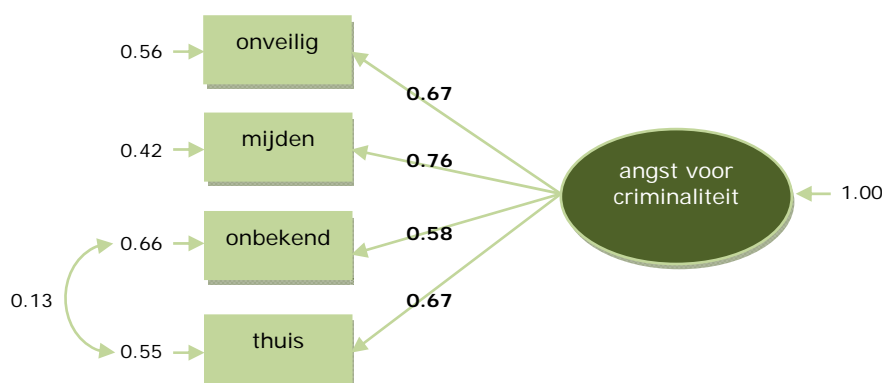 onveilig
0.56
0.67
mijden
0.42
0.76
angst voor
criminaliteit
1.00
onbekend
0.66
0.58
0.13
0.67
thuis
0.55